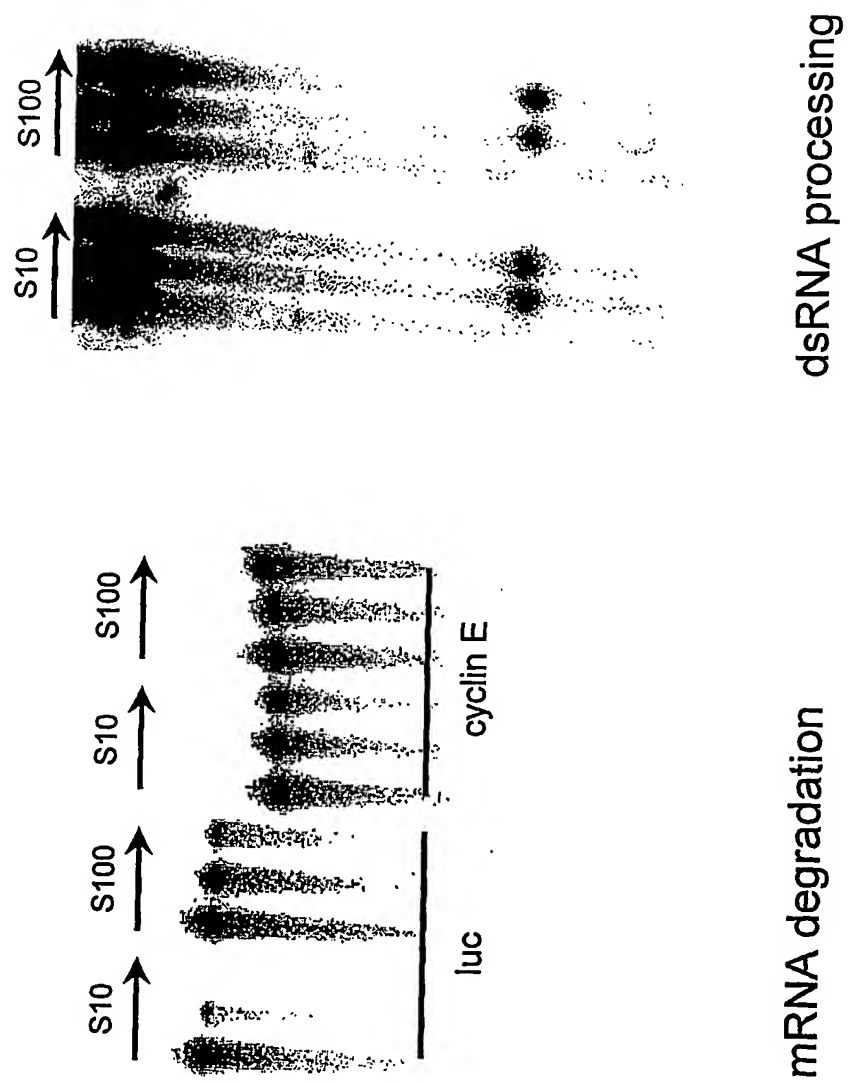 S10
S100
S10
S100
luc
cyclin E
mRNA degradation
S10
S100
dsRNA processing